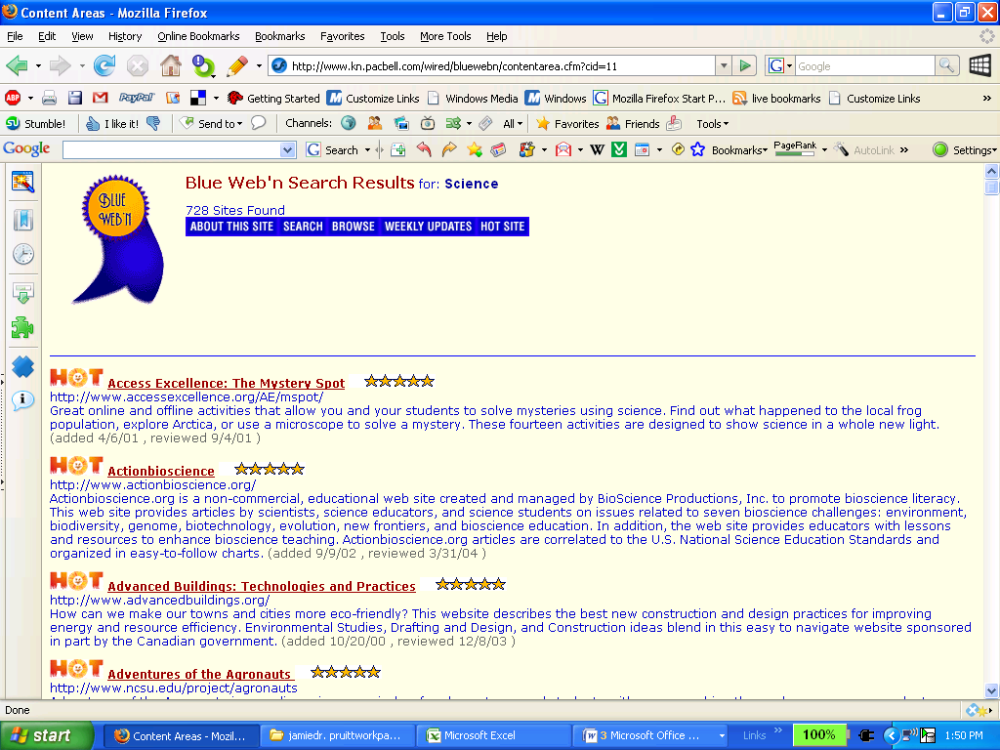 Content Areas - Mozilla Firefox
File Edit View History Online Bookmarks Bookmarks Favorites Tools More Tools Help
http://www.kn.pacbell.com/wired/bluewebn/contentarea.cfm?cid=11
G Google
ABP PayPal Getting Started Customize Links Windows Media Windows Mozilla Firefox Start P... live bookmarks Customize Links »
Stumble! I like it! Send to Channels: All Favorites Friends Tools
Google G Search W Bookmarks PageRank AutoLink » Settings
BLUE WEB'N
Blue Web'n Search Results for: Science
728 Sites Found
ABOUT THIS SITE SEARCH BROWSE WEEKLY UPDATES HOT SITE
HOT Access Excellence: The Mystery Spot
http://www.accessexcellence.org/AE/mspot/
Great online and offline activities that allow you and your students to solve mysteries using science. Find out what happened to the local frog
population, explore Arctica, or use a microscope to solve a mystery. These fourteen activities are designed to show science in a whole new light.
(added 4/6/01 , reviewed 9/4/01 )
HOT Actionbioscience
http://www.actionbioscience.org/
Actionbioscience.org is a non-commercial, educational web site created and managed by BioScience Productions, Inc. to promote bioscience literacy.
This web site provides articles by scientists, science educators, and science students on issues related to seven bioscience challenges: environment,
biodiversity, genome, biotechnology, evolution, new frontiers, and bioscience education. In addition, the web site provides educators with lessons
and resources to enhance bioscience teaching. Actionbioscience.org articles are correlated to the U.S. National Science Education Standards and
organized in easy-to-follow charts. (added 9/9/02 , reviewed 3/31/04 )
HOT Advanced Buildings: Technologies and Practices
http://www.advancedbuildings.org/
How can we make our towns and cities more eco-friendly? This website describes the best new construction and design practices for improving
energy and resource efficiency. Environmental Studies, Drafting and Design, and Construction ideas blend in this easy to navigate website sponsored
in part by the Canadian government. (added 10/20/00 , reviewed 12/8/03 )
HOT Adventures of the Agronauts
http://www.ncsu.edu/project/agronauts
Done
start Content Areas - Mozil... jamiedr. pruittworkpa... Microsoft Excel 3 Microsoft Office ... Links » 100% 1:50 PM